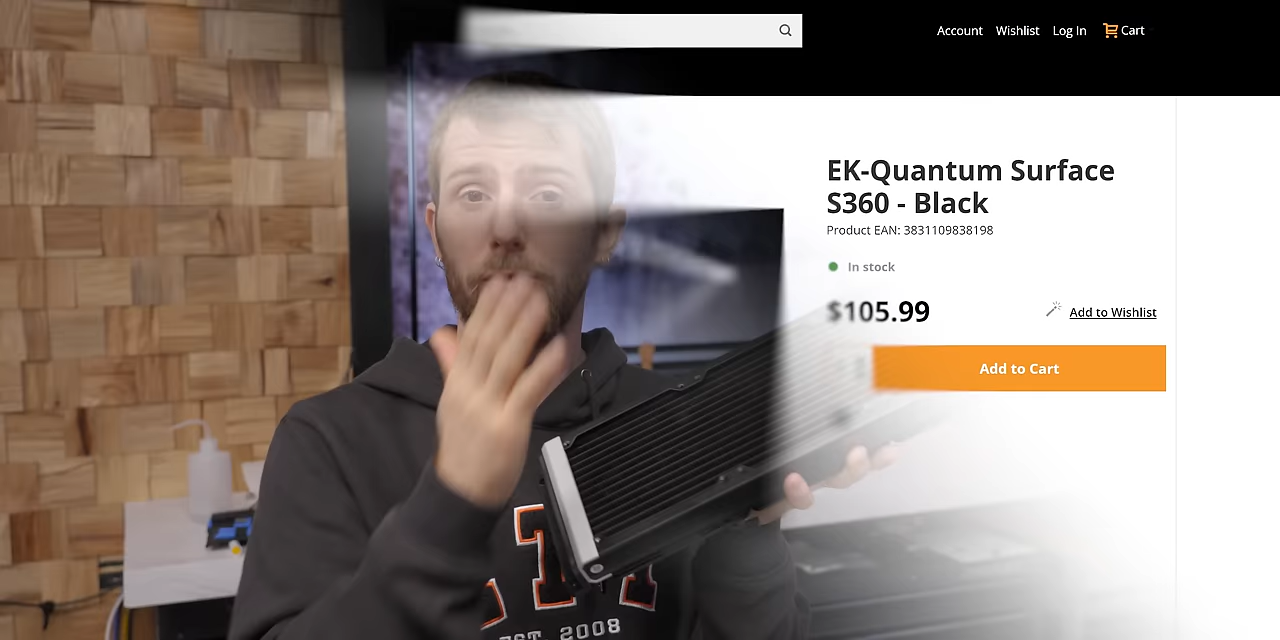 Account Wishlist Log In Cart
EK-Quantum Surface
S360 - Black
Product EAN: 3831109838198
In stock
$105.99
Add to Wishlist
Add to Cart
EST. 2008